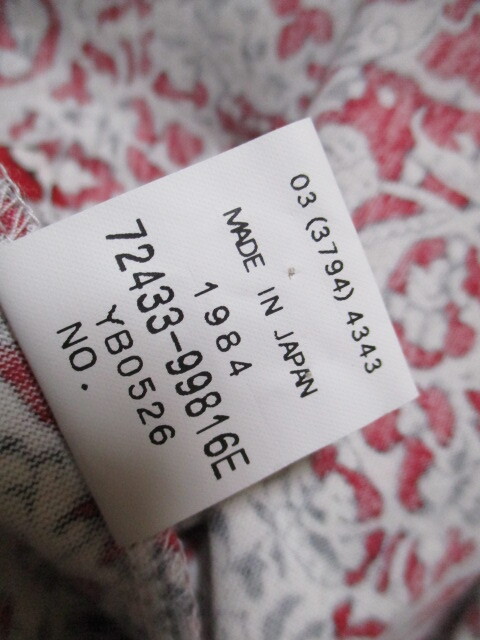 03 (3794) 4343
MADE IN JAPAN
1984
72433-99816E
YB0526
NO.